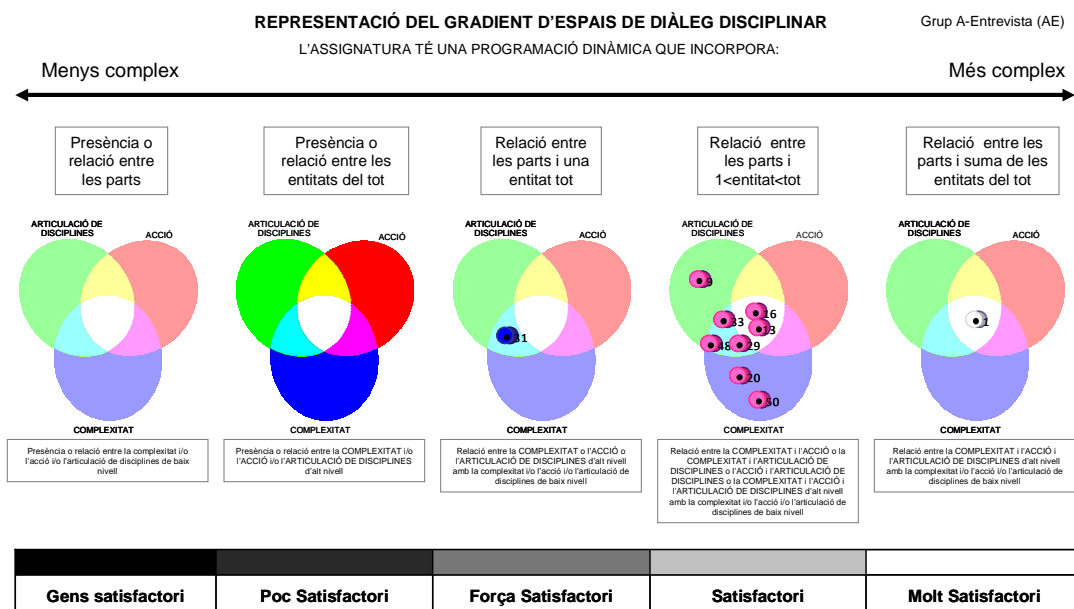 REPRESENTACIÓ DEL GRADIENT D'ESPAIS DE DIÀLEG DISCIPLINAR
Grup A-Entrevista (AE)
L'ASSIGNATURA TÉ UNA PROGRAMACIÓ DINÀMICA QUE INCORPORA:
Menys complex
Més complex
Presència o
relació entre
les parts
Presència o
relació entre les
entitats del tot
Relació entre
les parts i una
entitat tot
Relació entre
les parts i
1<entitat<tot
Relació entre les
parts i suma de les
entitats del tot
ARTICULACIÓ DE
DISCIPLINES
ACCIÓ
COMPLEXITAT
ARTICULACIÓ DE
DISCIPLINES
ACCIÓ
COMPLEXITAT
ARTICULACIÓ DE
DISCIPLINES
ACCIÓ
31
COMPLEXITAT
ARTICULACIÓ DE
DISCIPLINES
ACCIÓ
9
16
33
13
48
29
20
50
COMPLEXITAT
ARTICULACIÓ DE
DISCIPLINES
ACCIÓ
1
COMPLEXITAT
Presència o relació entre la complexitat i/o
l'acció i/o l'articulació de disciplines de baix
nivell
Presència o relació entre la COMPLEXITAT i/o
l'ACCIÓ i/o l'ARTICULACIÓ DE DISCIPLINES
d'alt nivell
Relació entre la COMPLEXITAT o l'ACCIÓ o
l'ARTICULACIÓ DE DISCIPLINES d'alt nivell
amb la complexitat i/o l'acció i/o l'articulació de
disciplines de baix nivell
Relació entre la COMPLEXITAT i l'ACCIÓ o la
COMPLEXITAT i l'ARTICULACIÓ DE
DISCIPLINES o l'ACCIÓ i l'ARTICULACIÓ DE
DISCIPLINES o la COMPLEXITAT i l'ACCIÓ i
l'ARTICULACIÓ DE DISCIPLINES d'alt nivell
amb la complexitat i/o l'acció i/o l'articulació de
disciplines de baix nivell
Relació entre la COMPLEXITAT i l'ACCIÓ i
l'ARTICULACIÓ DE DISCIPLINES d'alt nivell
amb la complexitat i/o l'acció i/o l'articulació de
disciplines de baix nivell
Gens satisfactori
Poc Satisfactori
Força Satisfactori
Satisfactori
Molt Satisfactori